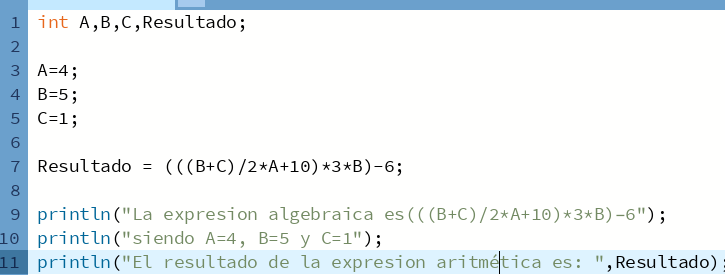 1 int A,B,C,Resultado;
2
3 A=4;
4 B=5;
5 C=1;
6
7 Resultado = (((B+C)/2*A+10)*3*B)-6;
8
9 println("La expresion algebraica es(((B+C)/2*A+10)*3*B)-6");
10 println("siendo A=4, B=5 y C=1");
11 println("El resultado de la expresion aritmética es: ",Resultado);